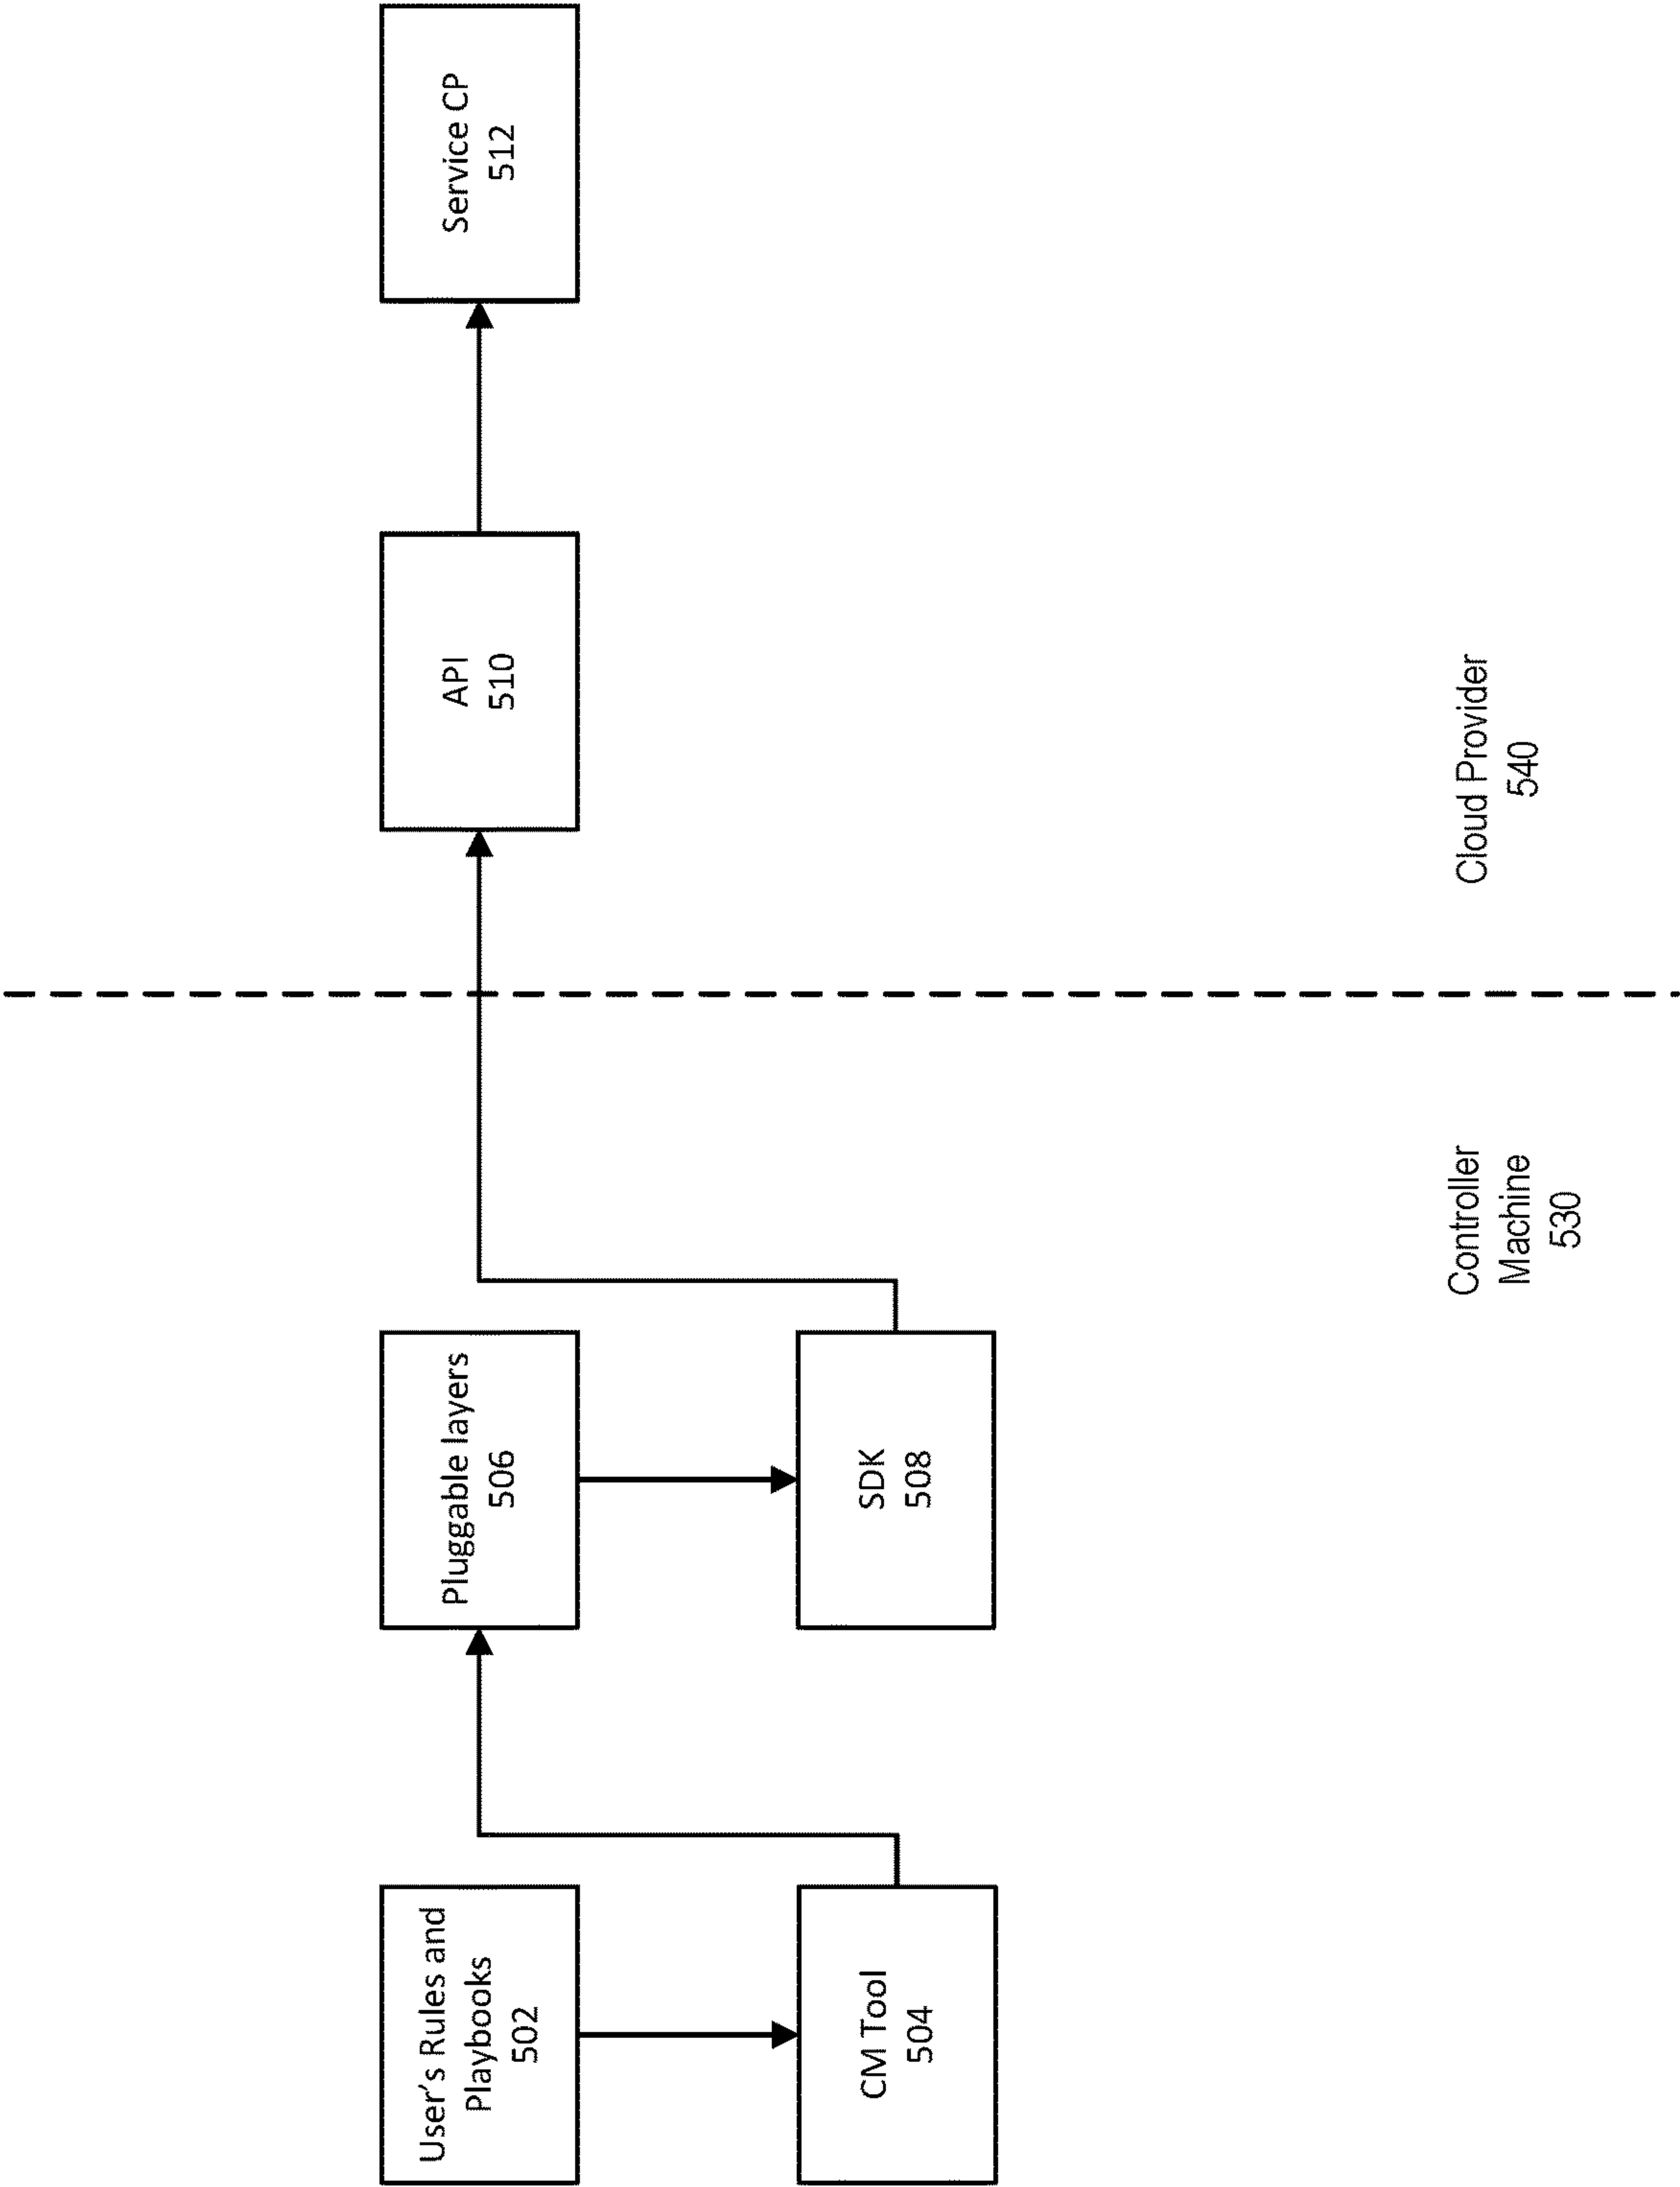 User's Rules and
Playbooks
502
CM Tool
504
Pluggable layers
506
SDK
508
API
510
Service CP
512
Controller
Machine
530
Cloud Provider
540